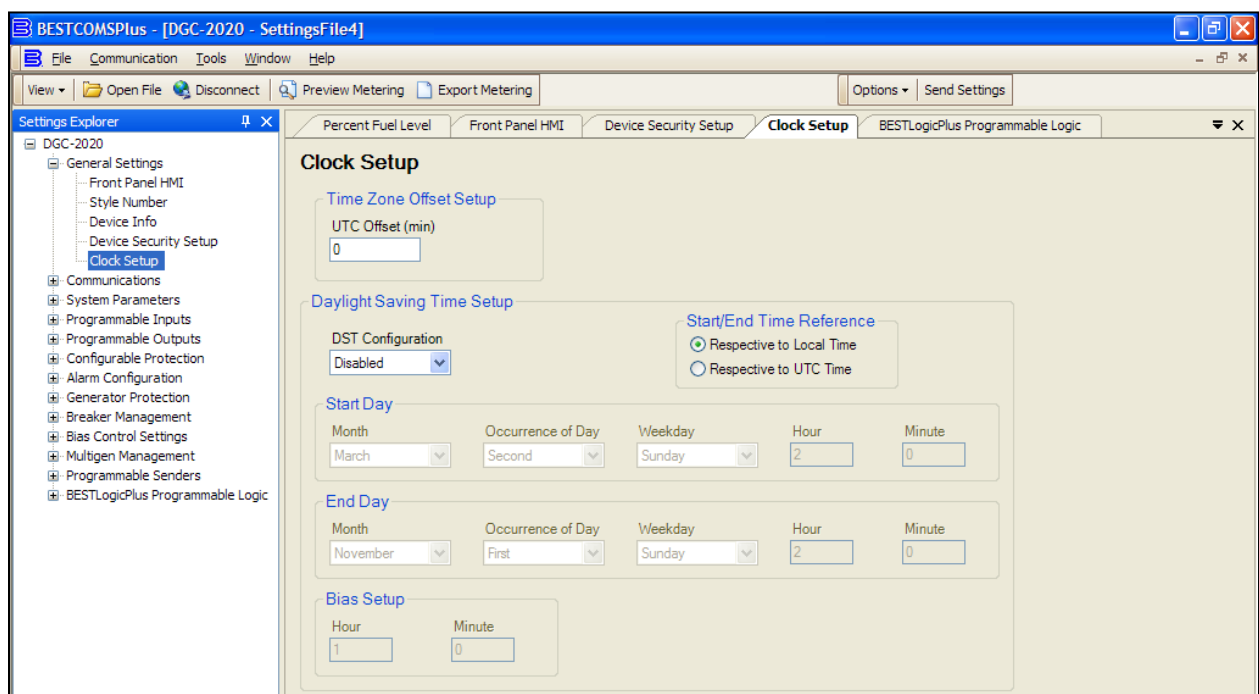 BESTCOMSPlus - [DGC-2020 - SettingsFile4]
File Communication Tools Window Help
View Open File Disconnect Preview Metering Export Metering Options Send Settings
Settings Explorer
DGC-2020
General Settings
Front Panel HMI
Style Number
Device Info
Device Security Setup
Clock Setup
Communications
System Parameters
Programmable Inputs
Programmable Outputs
Configurable Protection
Alarm Configuration
Generator Protection
Breaker Management
Bias Control Settings
Multigen Management
Programmable Senders
BESTLogicPlus Programmable Logic
Percent Fuel Level Front Panel HMI Device Security Setup Clock Setup BESTLogicPlus Programmable Logic
Clock Setup
Time Zone Offset Setup
UTC Offset (min)
0
Daylight Saving Time Setup
DST Configuration
Disabled
Start/End Time Reference
Respective to Local Time
Respective to UTC Time
Start Day
Month Occurrence of Day Weekday Hour Minute
March Second Sunday 2 0
End Day
Month Occurrence of Day Weekday Hour Minute
November First Sunday 2 0
Bias Setup
Hour Minute
1 0